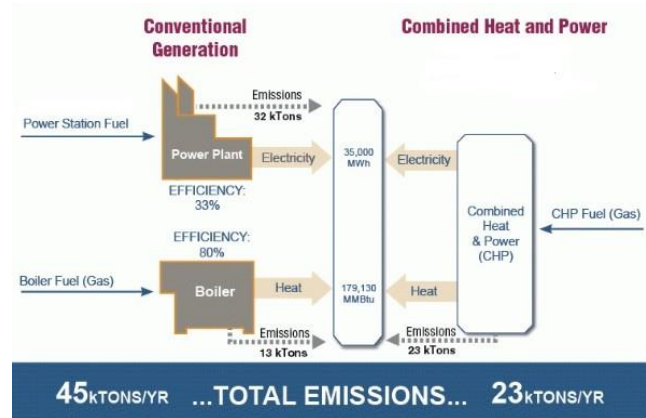 Conventional
Generation
Combined Heat and Power
Emissions
32 kTons
Power Station Fuel
Power Plant
Electricity
35,000
MWh
Electricity
EFFICIENCY:
33%
Combined
Heat
& Power
(CHP)
CHP Fuel (Gas)
EFFICIENCY:
80%
Boiler Fuel (Gas)
Boiler
Heat
179,130
MMBtu
Heat
Emissions
13 kTons
Emissions
23 kTons
45kTONS/YR ...TOTAL EMISSIONS... 23kTONS/YR